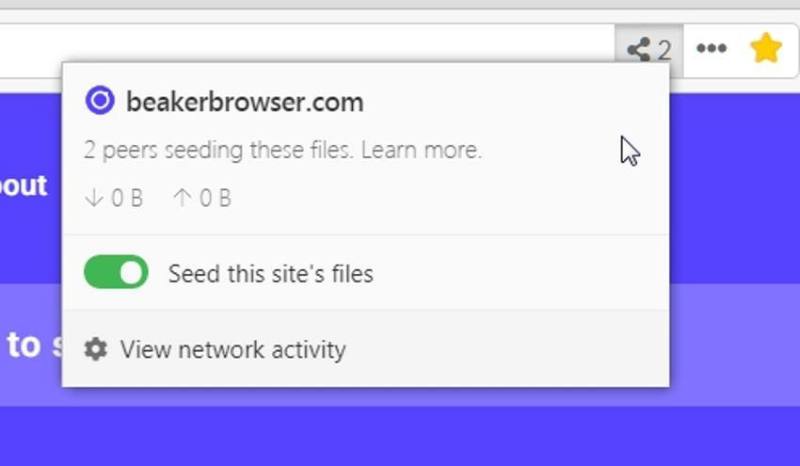 2
beakerbrowser.com
2 peers seeding these files. Learn more.
0 B 0 B
bout
Seed this site's files
to s
View network activity